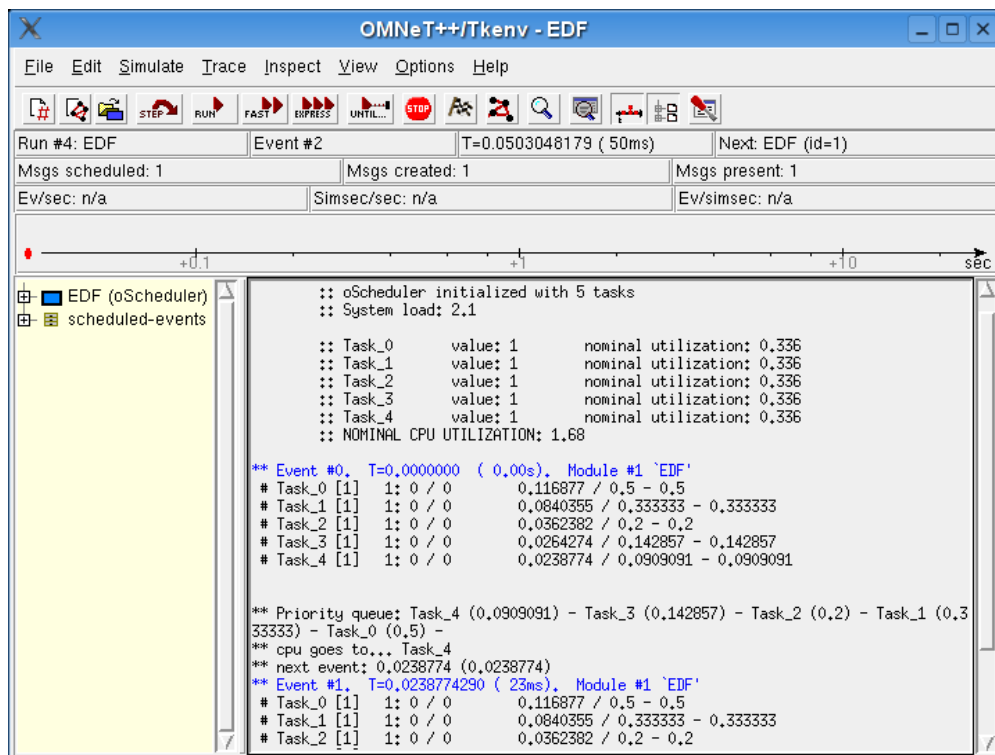 OMNeT++/Tkenv - EDF
File Edit Simulate Trace Inspect View Options Help
STEP RUN FAST EXPRESS UNTIL... STOP
Run #4: EDF Event #2 T=0.0503048179 ( 50ms) Next: EDF (id=1)
Msgs scheduled: 1 Msgs created: 1 Msgs present: 1
Ev/sec: n/a Simsec/sec: n/a Ev/simsec: n/a
+0.1 +1 +10 sec
EDF (oScheduler)
scheduled-events
:: oScheduler initialized with 5 tasks
:: System load: 2.1
:: Task_0 value: 1 nominal utilization: 0.336
:: Task_1 value: 1 nominal utilization: 0.336
:: Task_2 value: 1 nominal utilization: 0.336
:: Task_3 value: 1 nominal utilization: 0.336
:: Task_4 value: 1 nominal utilization: 0.336
:: NOMINAL CPU UTILIZATION: 1.68
** Event #0. T=0.0000000 ( 0.00s). Module #1 `EDF'
# Task_0 [1] 1: 0 / 0 0.116877 / 0.5 - 0.5
# Task_1 [1] 1: 0 / 0 0.0840355 / 0.333333 - 0.333333
# Task_2 [1] 1: 0 / 0 0.0362382 / 0.2 - 0.2
# Task_3 [1] 1: 0 / 0 0.0264274 / 0.142857 - 0.142857
# Task_4 [1] 1: 0 / 0 0.0238774 / 0.0909091 - 0.0909091
** Priority queue: Task_4 (0.0909091) - Task_3 (0.142857) - Task_2 (0.2) - Task_1 (0.3
33333) - Task_0 (0.5) -
** cpu goes to... Task_4
** next event: 0.0238774 (0.0238774)
** Event #1. T=0.0238774290 ( 23ms). Module #1 `EDF'
# Task_0 [1] 1: 0 / 0 0.116877 / 0.5 - 0.5
# Task_1 [1] 1: 0 / 0 0.0840355 / 0.333333 - 0.333333
# Task_2 [1] 1: 0 / 0 0.0362382 / 0.2 - 0.2